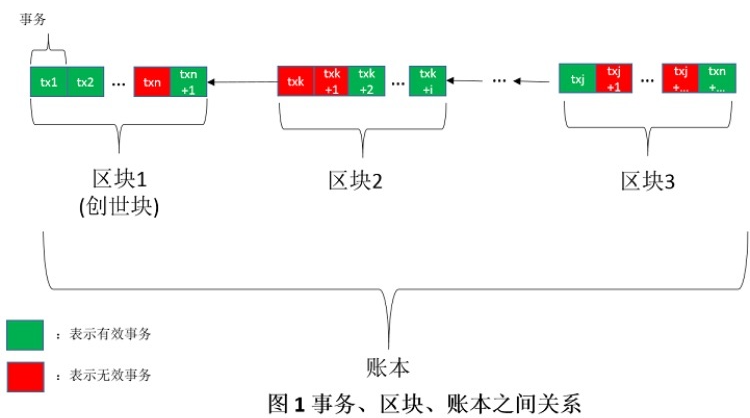 事务
tx1 tx2 … txn txn+1
txk txk+1 txk+2 … txk+i
…
txj txj+1 … txj+... txn+...
区块1
(创世块)
区块2
区块3
：表示有效事务
：表示无效事务
账本
图 1 事务、区块、账本之间关系